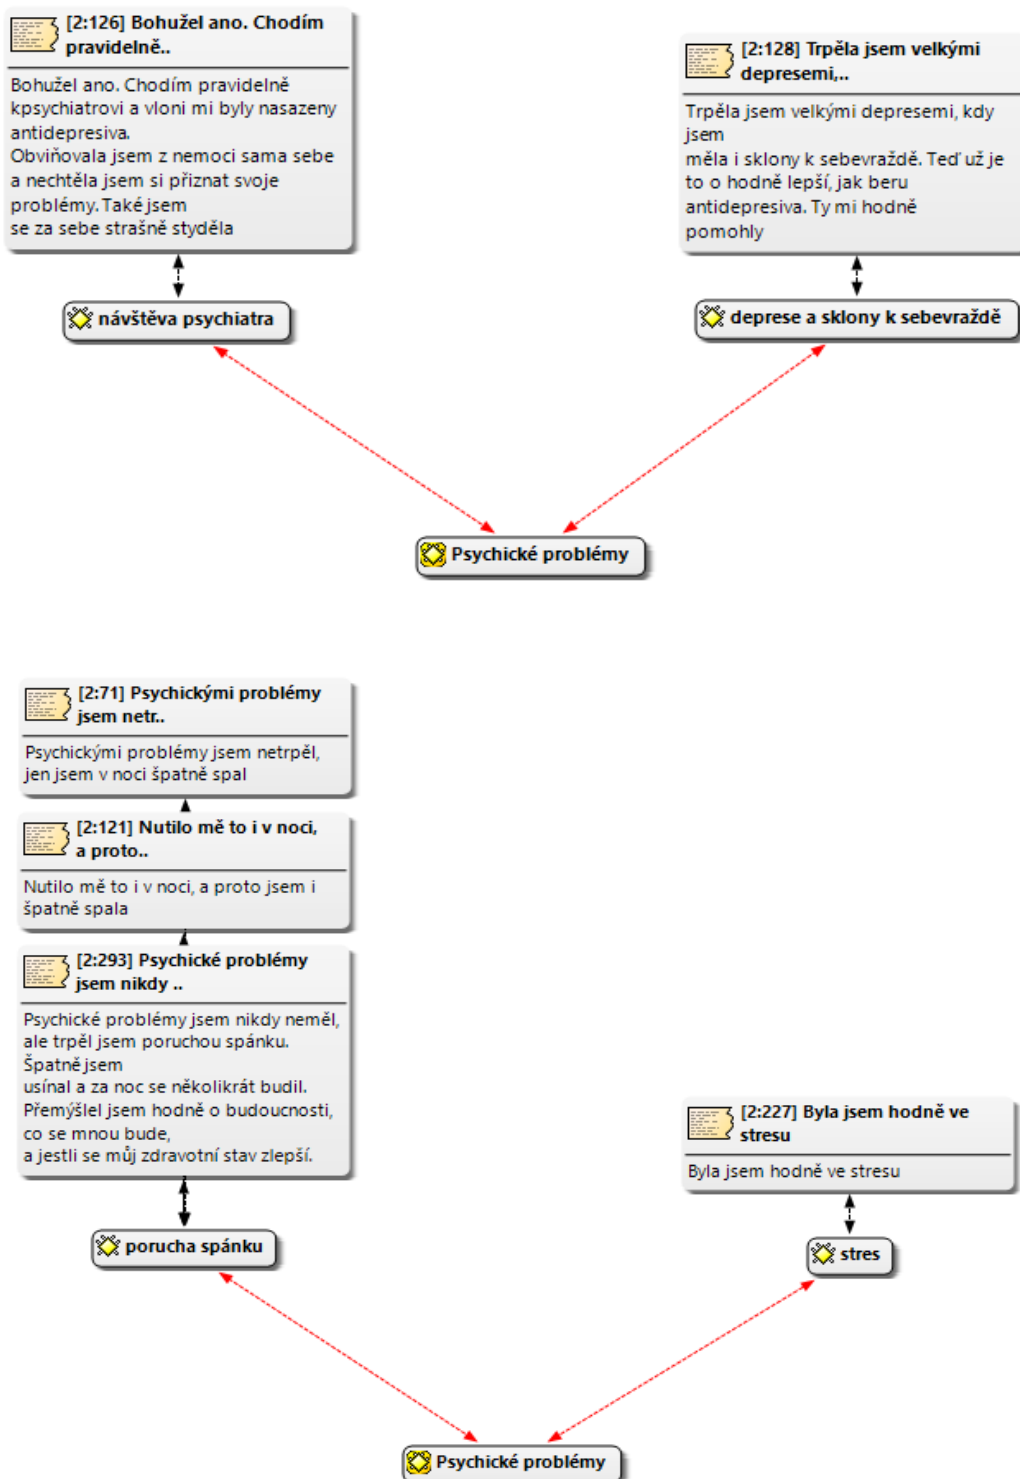 [2:126] Bohužel ano. Chodím
pravidelně..
Bohužel ano. Chodím pravidelně
kpsychiatrovi a vloni mi byly nasazeny
antidepresiva.
Obviňovala jsem z nemoci sama sebe
a nechtěla jsem si přiznat svoje
problémy. Také jsem
se za sebe strašně styděla
návštěva psychiatra
[2:128] Trpěla jsem velkými
depresemi,..
Trpěla jsem velkými depresemi, kdy
jsem
měla i sklony k sebevraždě. Teď už je
to o hodně lepší, jak beru
antidepresiva. Ty mi hodně
pomohly
deprese a sklony k sebevraždě
Psychické problémy
[2:71] Psychickými problémy
jsem netr..
Psychickými problémy jsem netrpěl,
jen jsem v noci špatně spal
[2:121] Nutilo mě to i v noci,
a proto..
Nutilo mě to i v noci, a proto jsem i
špatně spala
[2:293] Psychické problémy
jsem nikdy ..
Psychické problémy jsem nikdy neměl,
ale trpěl jsem poruchou spánku.
Špatně jsem
usínal a za noc se několikrát budil.
Přemýšlel jsem hodně o budoucnosti,
co se mnou bude,
a jestli se můj zdravotní stav zlepší.
porucha spánku
[2:227] Byla jsem hodně ve
stresu
Byla jsem hodně ve stresu
stres
Psychické problémy